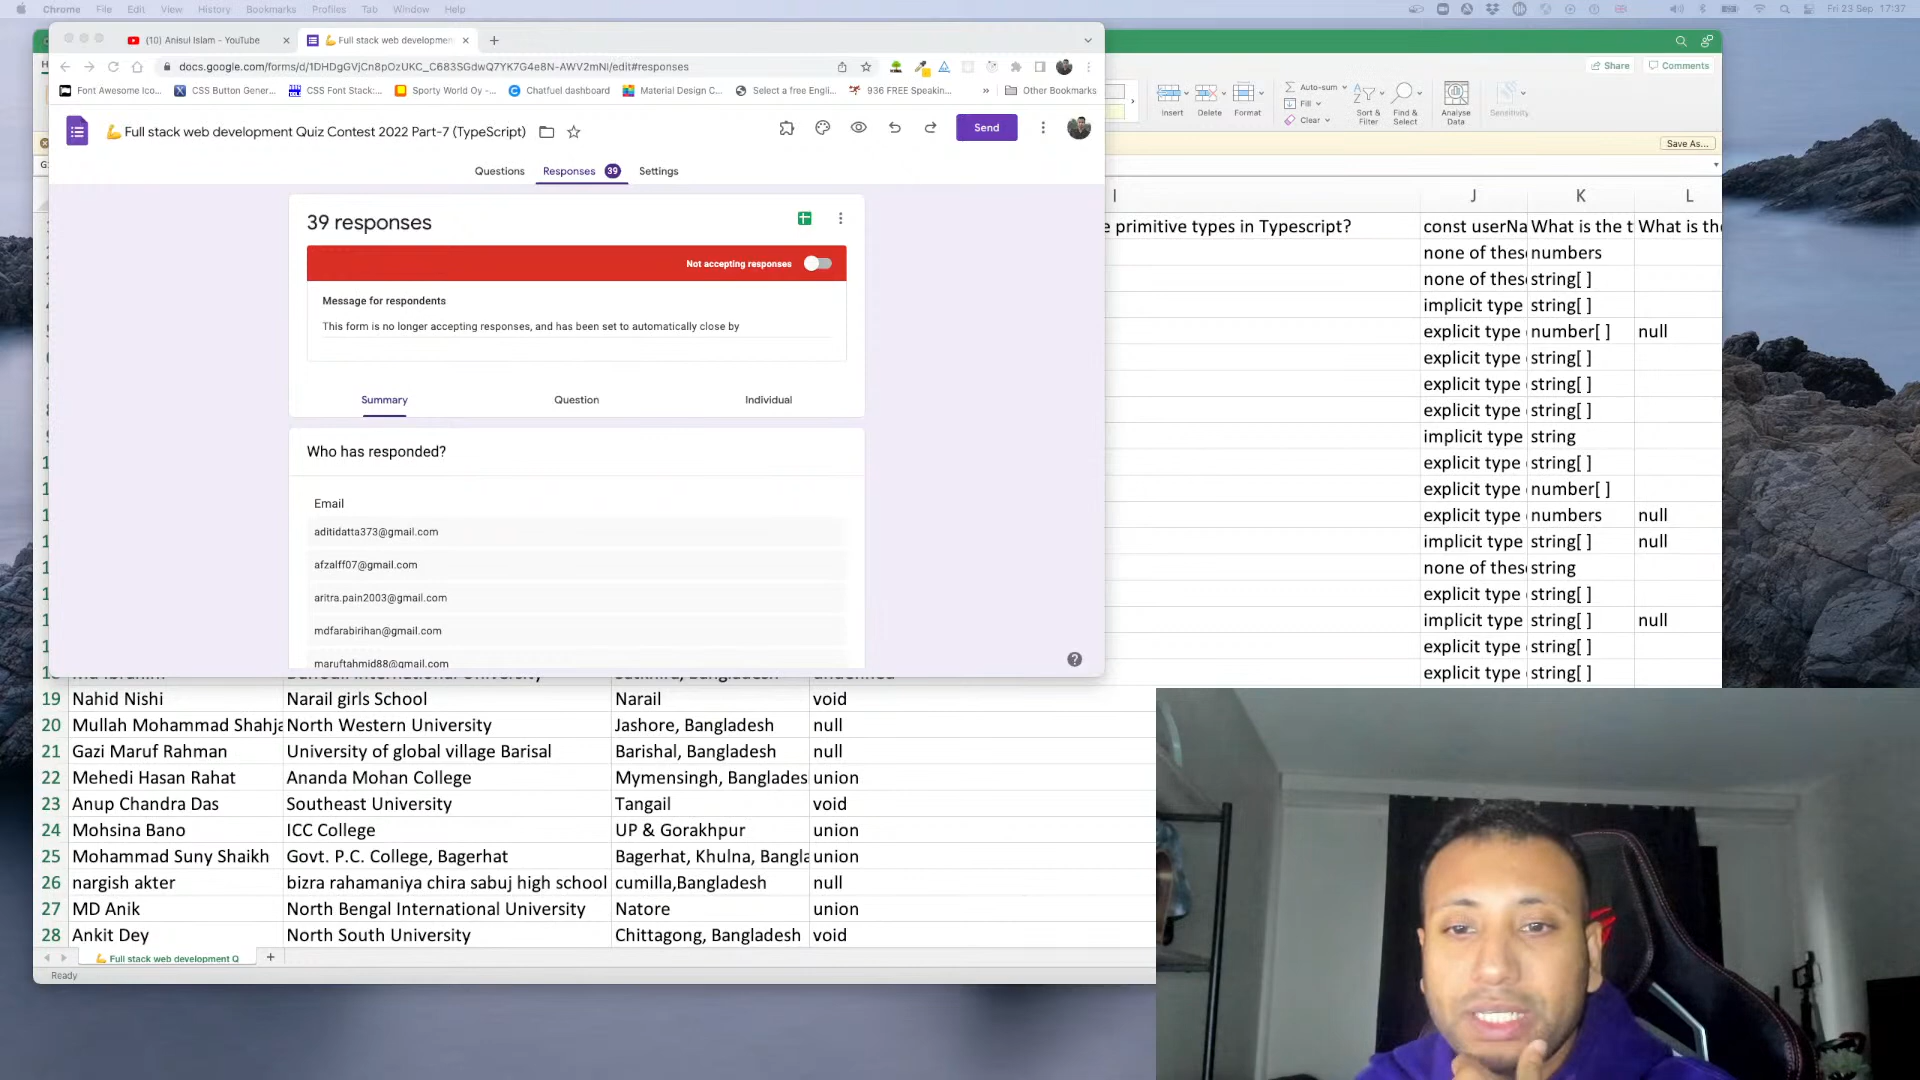 Chrome File Edit View History Bookmarks Profiles Tab Window Help Fri 23 Sep 17:37
(10) Anisul Islam - YouTube
Full stack web developmen
docs.google.com/forms/d/1DHDgGVjCn8pOzUKC_C683SGdwQ7YK7G4e8N-AWV2mNI/edit#responses
Font Awesome Ico... CSS Button Gener... CSS Font Stack:... Sporty World Oy -... Chatfuel dashboard Material Design C... Select a free Engli... 936 FREE Speakin... » Other Bookmarks
💪 Full stack web development Quiz Contest 2022 Part-7 (TypeScript)
Send
Questions Responses 39 Settings
39 responses
Not accepting responses
Message for respondents
This form is no longer accepting responses, and has been set to automatically close by
Summary Question Individual
Who has responded?
Email
aditidatta373@gmail.com
afzalff07@gmail.com
aritra.pain2003@gmail.com
mdfarabirihan@gmail.com
maruftahmid88@gmail.com
Share Comments
Insert Delete Format
Auto-sum
Fill
Clear
Sort & Filter
Find & Select
Analyse Data
Sensitivity
Save As...
I J K L
e primitive types in Typescript? const userNa What is the t What is the
none of these numbers
none of these string[ ]
implicit type string[ ]
explicit type number[ ] null
explicit type string[ ]
explicit type string[ ]
explicit type string[ ]
implicit type string
explicit type string[ ]
explicit type number[ ]
explicit type numbers null
implicit type string[ ] null
none of these string
explicit type string[ ]
implicit type string[ ] null
explicit type string[ ]
explicit type string[ ]
19 Nahid Nishi Narail girls School Narail void
20 Mullah Mohammad Shahja North Western University Jashore, Bangladesh null
21 Gazi Maruf Rahman University of global village Barisal Barishal, Bangladesh null
22 Mehedi Hasan Rahat Ananda Mohan College Mymensingh, Banglades union
23 Anup Chandra Das Southeast University Tangail void
24 Mohsina Bano ICC College UP & Gorakhpur union
25 Mohammad Suny Shaikh Govt. P.C. College, Bagerhat Bagerhat, Khulna, Bangla union
26 nargish akter bizra rahamaniya chira sabuj high school cumilla,Bangladesh null
27 MD Anik North Bengal International University Natore union
28 Ankit Dey North South University Chittagong, Bangladesh void
💪 Full stack web development Q +
Ready